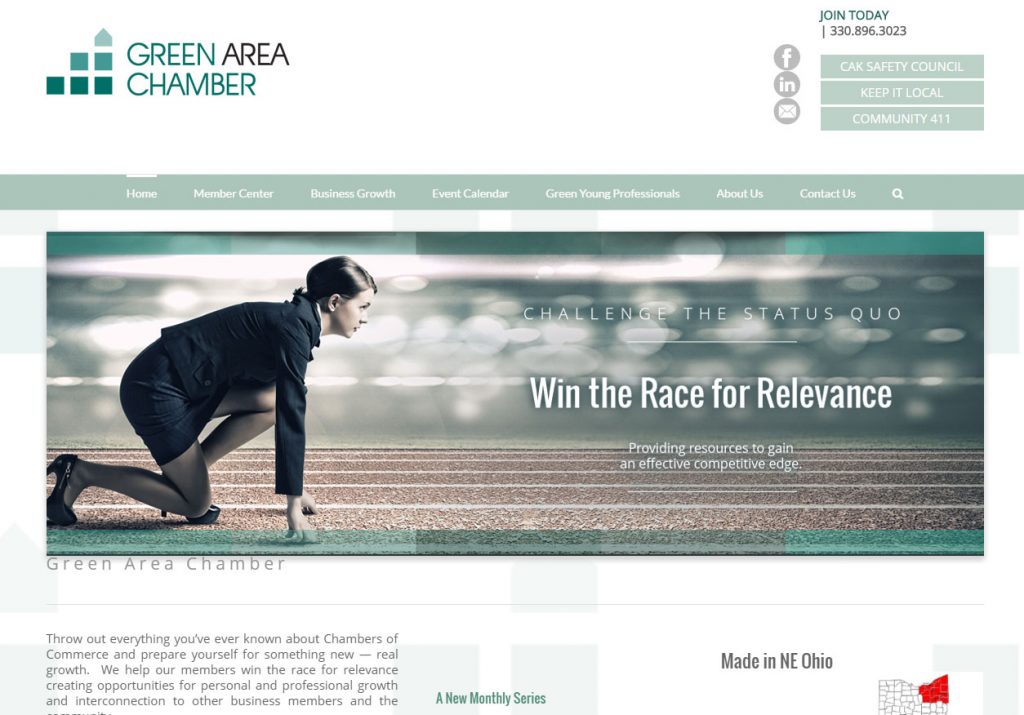 JOIN TODAY
| 330.896.3023
GREEN AREA
CHAMBER
CAK SAFETY COUNCIL
KEEP IT LOCAL
COMMUNITY 411
Home Member Center Business Growth Event Calendar Green Young Professionals About Us Contact Us
CHALLENGE THE STATUS QUO
Win the Race for Relevance
Providing resources to gain
an effective competitive edge.
Green Area Chamber
Throw out everything you’ve ever known about Chambers of
Commerce and prepare yourself for something new — real
growth. We help our members win the race for relevance
creating opportunities for personal and professional growth
and interconnection to other business members and the
community
A New Monthly Series
Made in NE Ohio